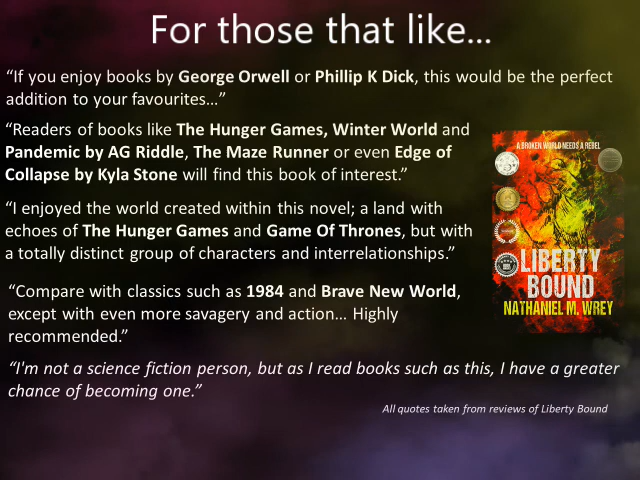 For those that like...
“If you enjoy books by George Orwell or Phillip K Dick, this would be the perfect
addition to your favourites…”
“Readers of books like The Hunger Games, Winter World and
Pandemic by AG Riddle, The Maze Runner or even Edge of
Collapse by Kyla Stone will find this book of interest.”
“I enjoyed the world created within this novel; a land with
echoes of The Hunger Games and Game Of Thrones, but with
a totally distinct group of characters and interrelationships.”
“Compare with classics such as 1984 and Brave New World,
except with even more savagery and action… Highly
recommended.”
“I'm not a science fiction person, but as I read books such as this, I have a greater
chance of becoming one.”
All quotes taken from reviews of Liberty Bound
A BROKEN WORLD NEEDS A REBEL
LIBERTY
BOUND
NATHANIEL M. WREY